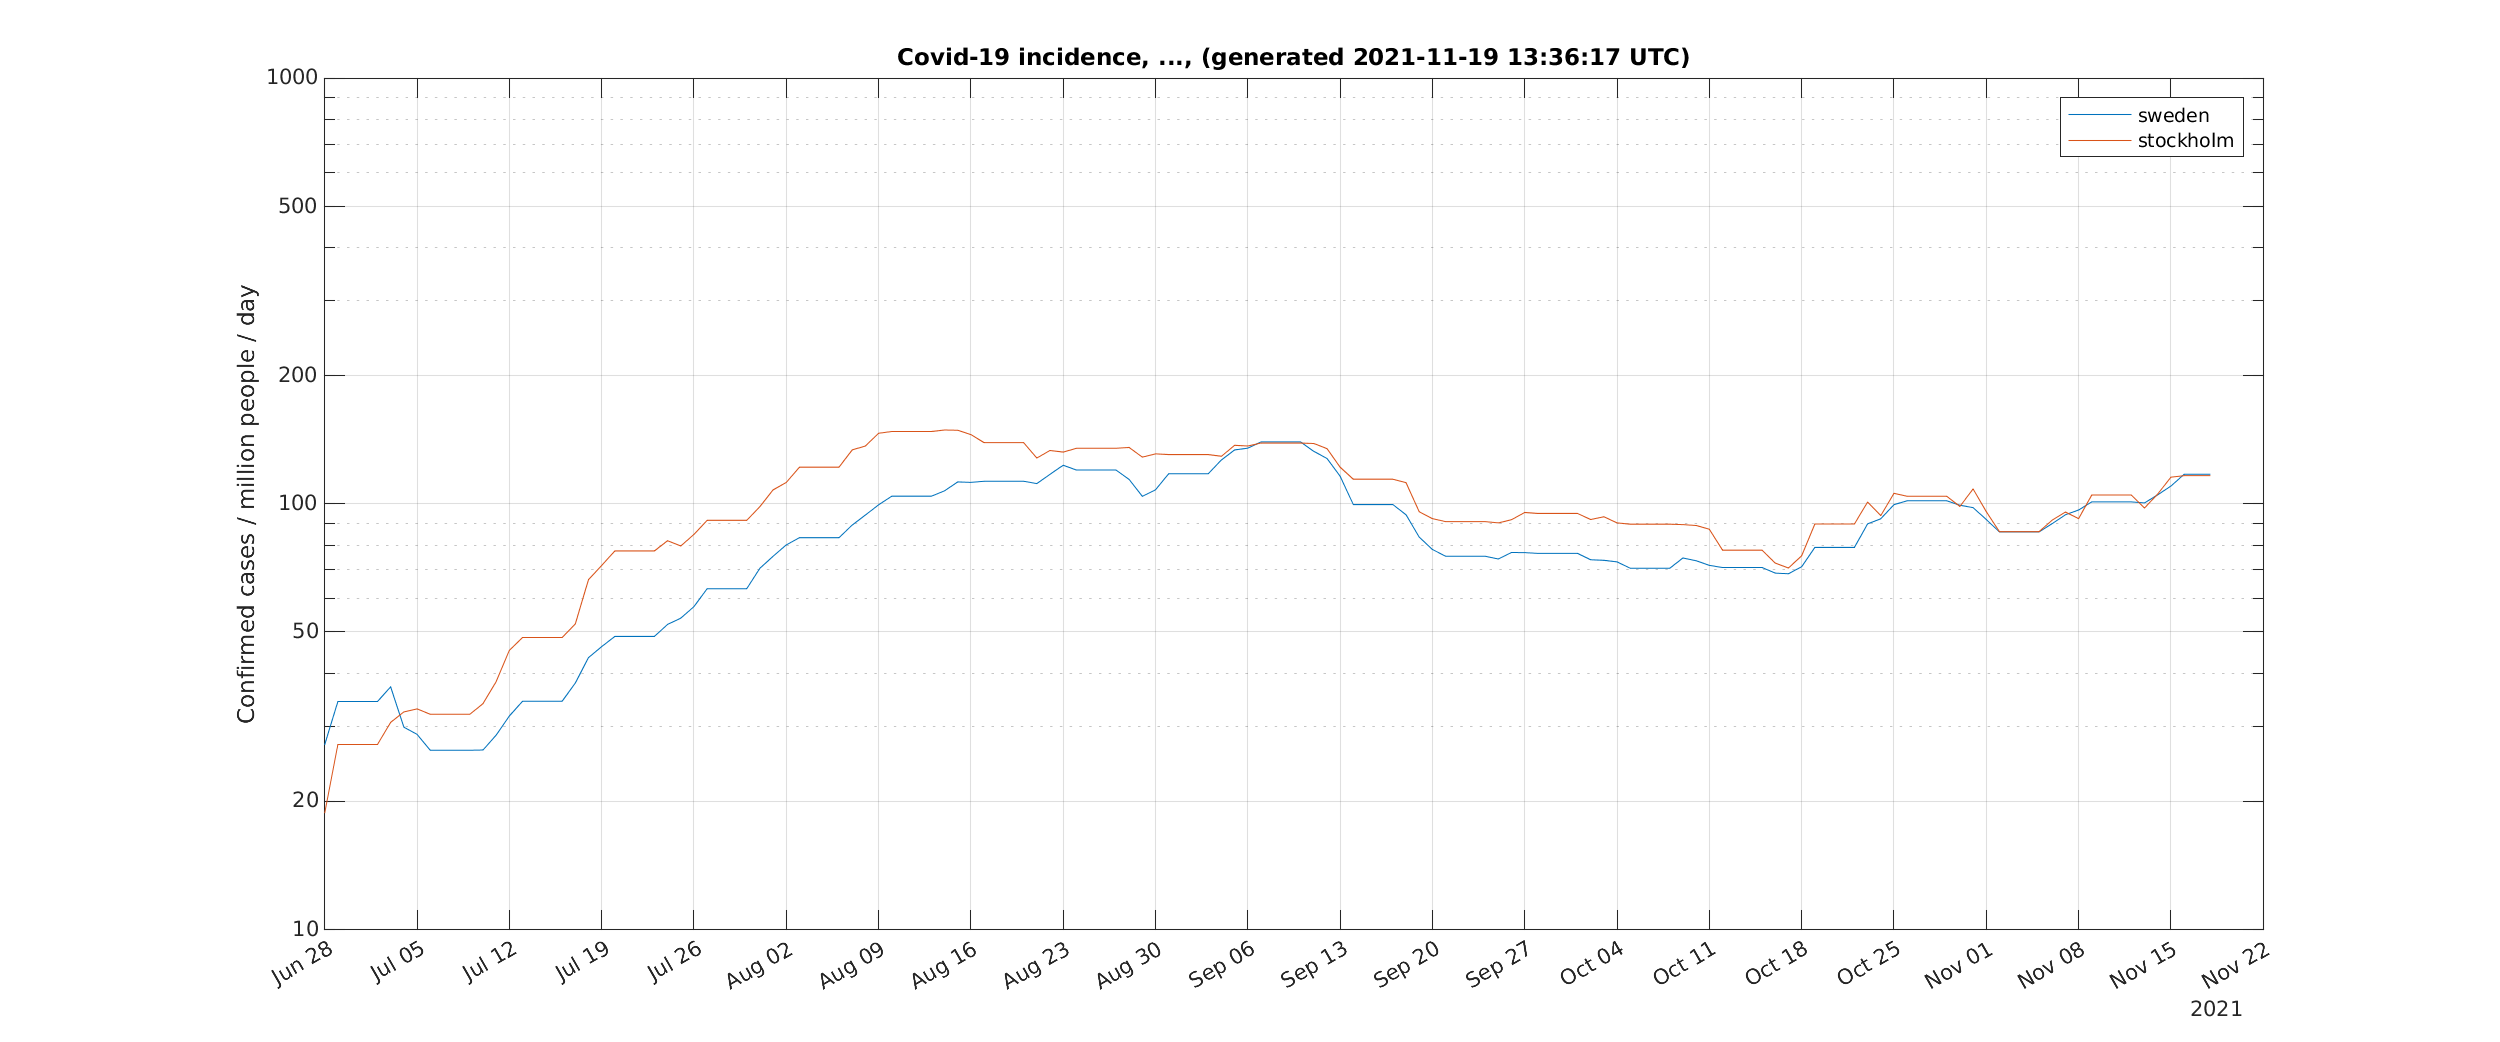 Covid-19 incidence, ..., (generated 2021-11-19 13:36:17 UTC)
sweden
stockholm
Confirmed cases / million people / day
1000
500
200
100
50
20
10
Jun 28
Jul 05
Jul 12
Jul 19
Jul 26
Aug 02
Aug 09
Aug 16
Aug 23
Aug 30
Sep 06
Sep 13
Sep 20
Sep 27
Oct 04
Oct 11
Oct 18
Oct 25
Nov 01
Nov 08
Nov 15
Nov 22
2021